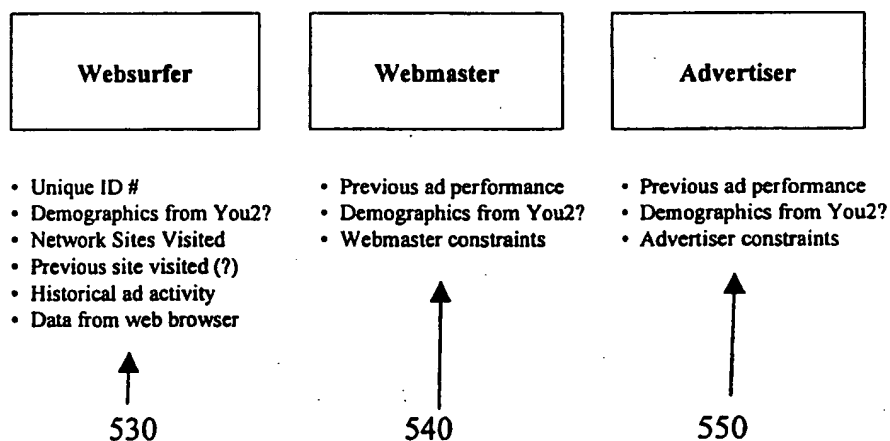 Websurfer
• Unique ID #
• Demographics from You2?
• Network Sites Visited
• Previous site visited (?)
• Historical ad activity
• Data from web browser
530
Webmaster
• Previous ad performance
• Demographics from You2?
• Webmaster constraints
540
Advertiser
• Previous ad performance
• Demographics from You2?
• Advertiser constraints
550